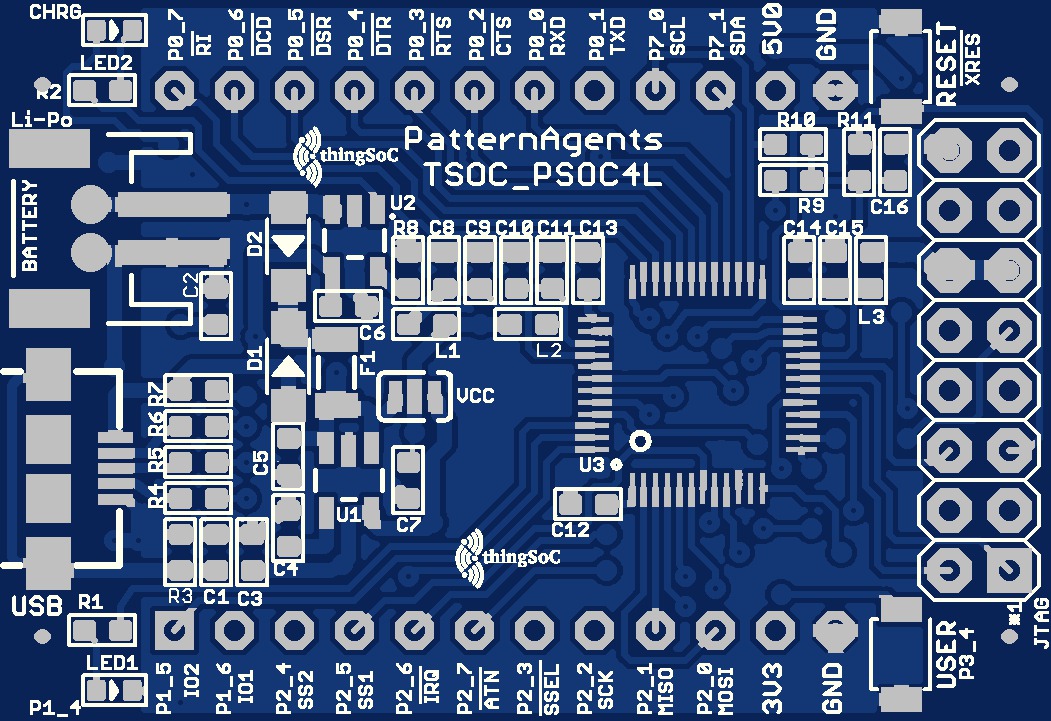 CHRG
P0_7
RI
P0_6
DCD
P0_5
DSR
P0_4
DTR
P0_3
RTS
P0_2
CTS
P0_0
RXD
P0_1
TXD
P7_0
SCL
P7_1
SDA
5V0
GND
RESET
XRES
LED2
R2
Li-Po
BATTERY
PatternAgents
TSOC_PSOC4L
thingSoC
R10
R11
R9
C16
U2
D2
R8 C8 C9 C10 C11 C13
C14 C15
C2
C6
L1
L2
L3
D1
F1
VCC
R7
R6
R5
C5
U3
U1
C7
C12
thingSoC
C4
R3 C1 C3
USB
R1
LED1
P1_4
P1_5
IO2
P1_6
IO1
P2_4
SS2
P2_5
SS1
P2_6
IRQ
P2_7
ATN
P2_3
SSEL
P2_2
SCK
P2_1
MISO
P2_0
MOSI
3V3
GND
USER
P3_4
*1
JTAG